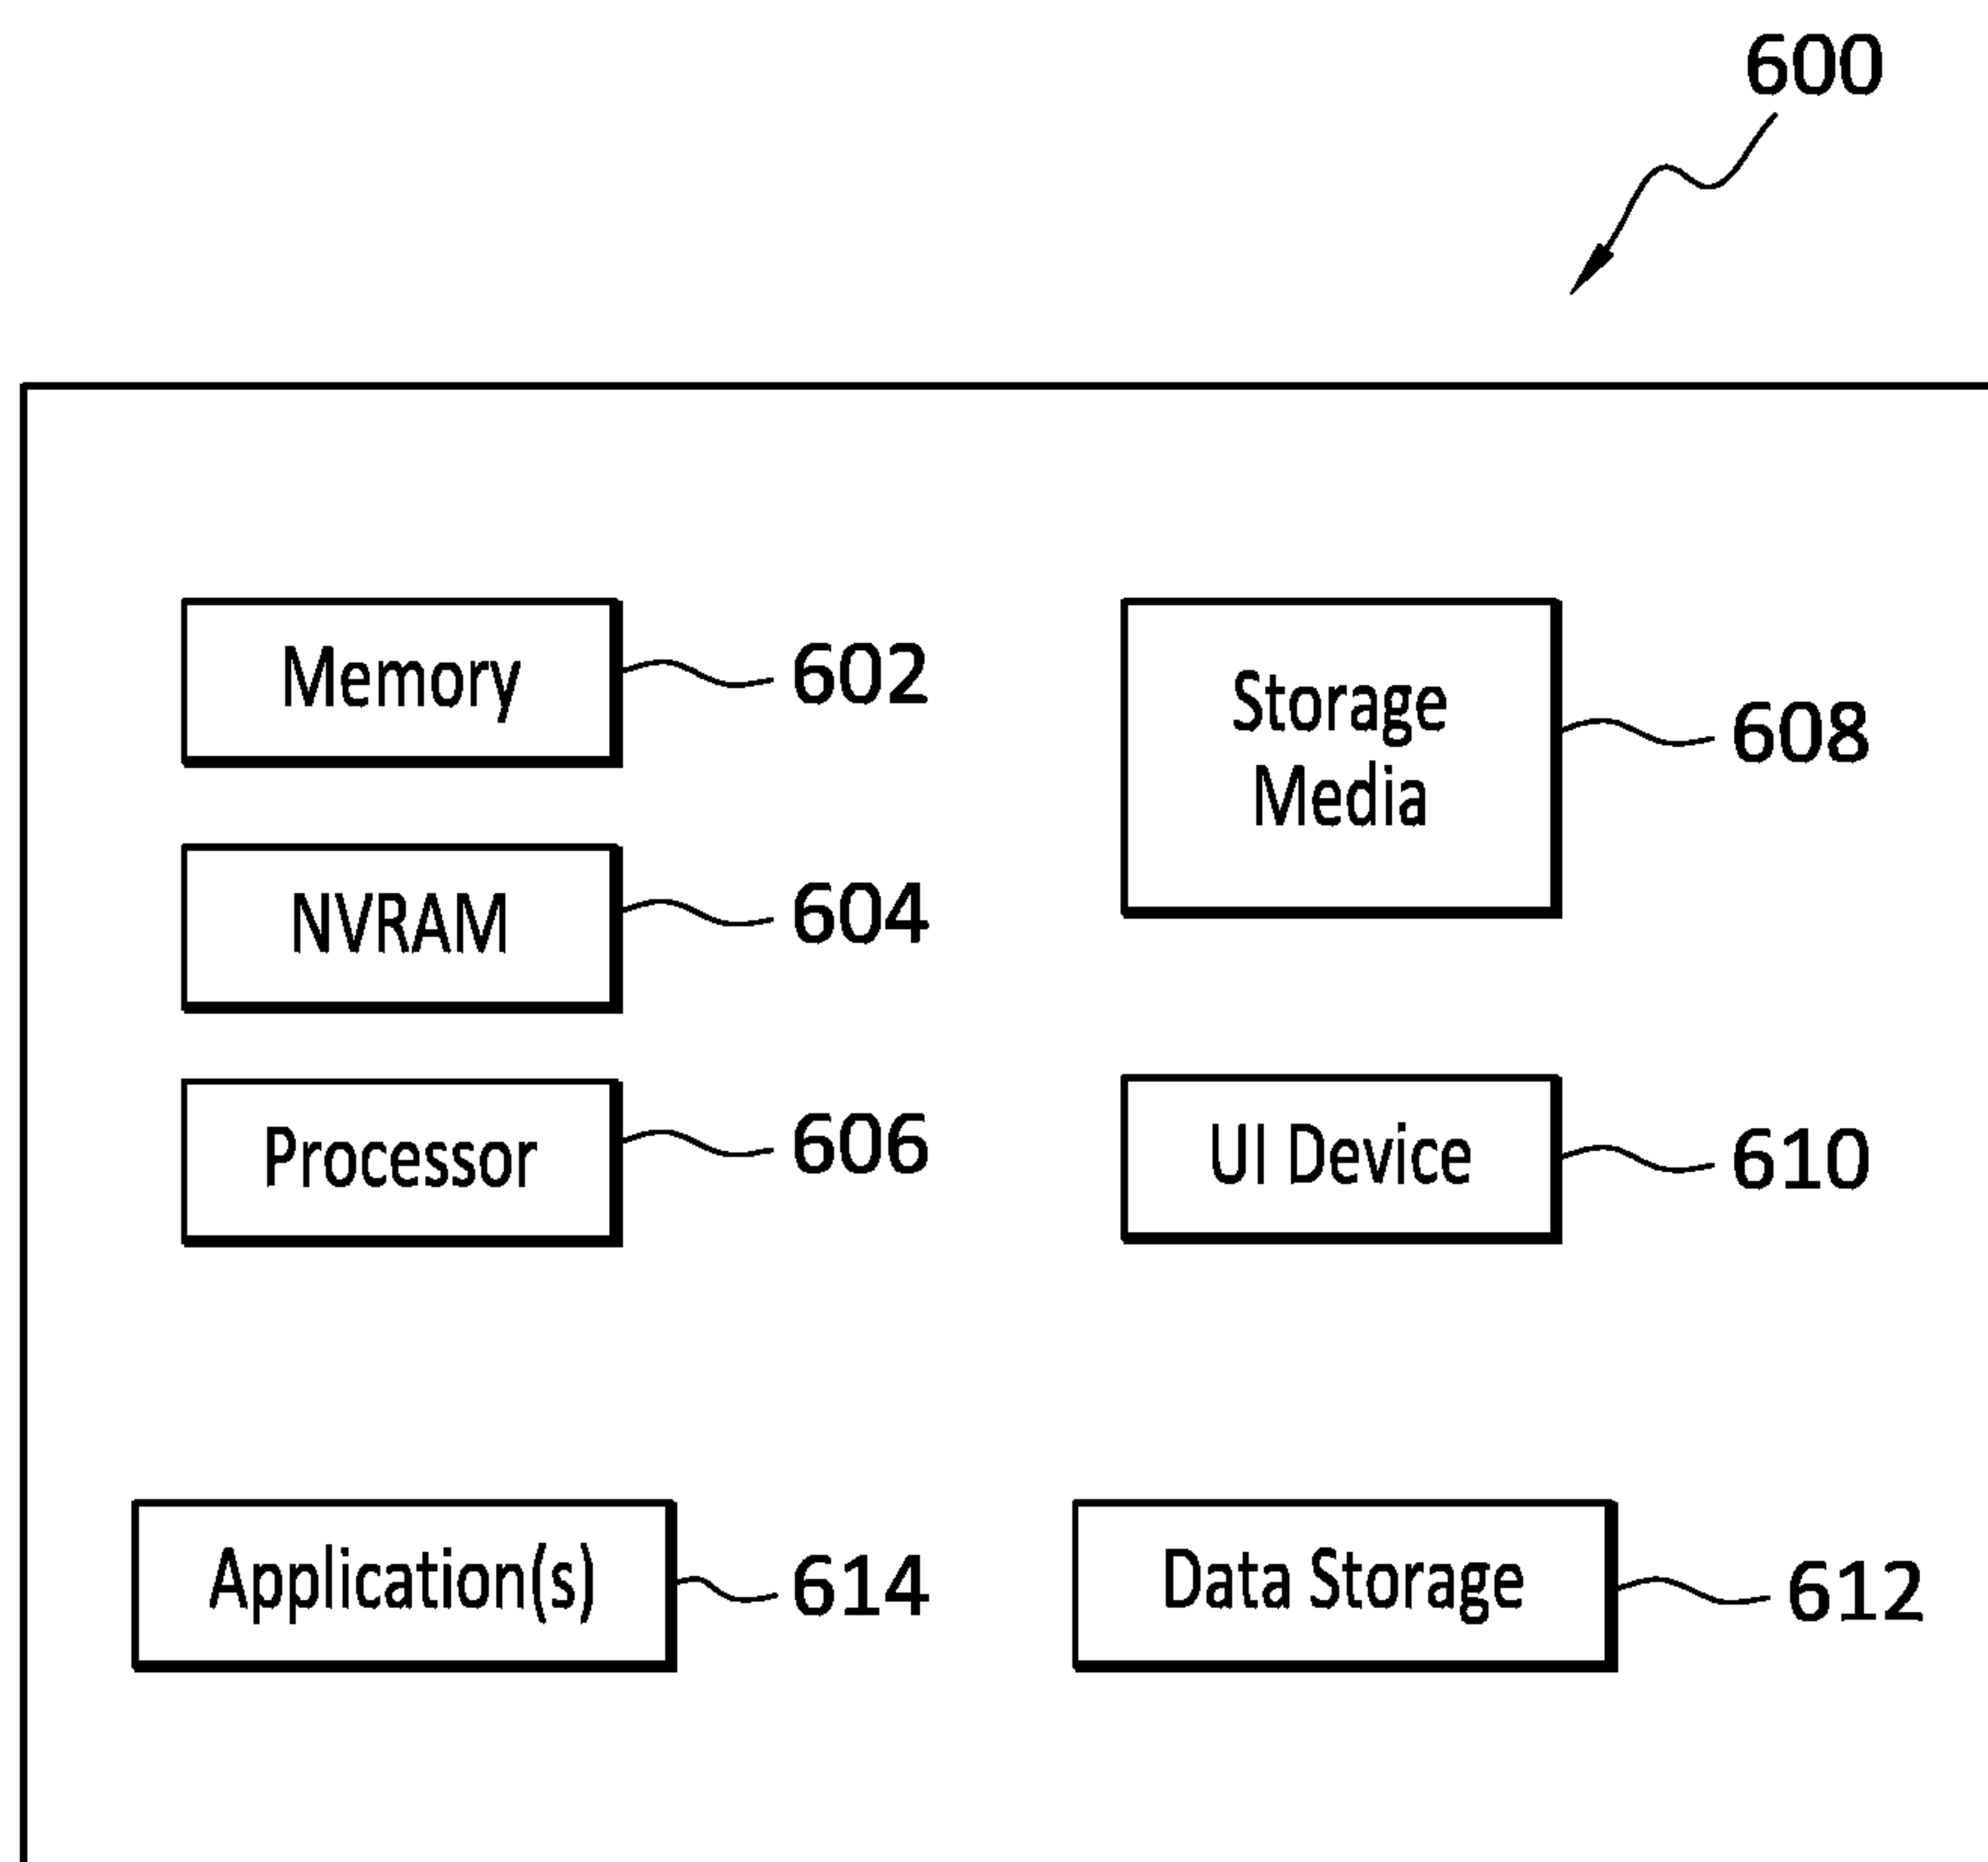 600
Memory
602
Storage
Media
608
NVRAM
604
Processor
606
UI Device
610
Application(s)
614
Data Storage
612